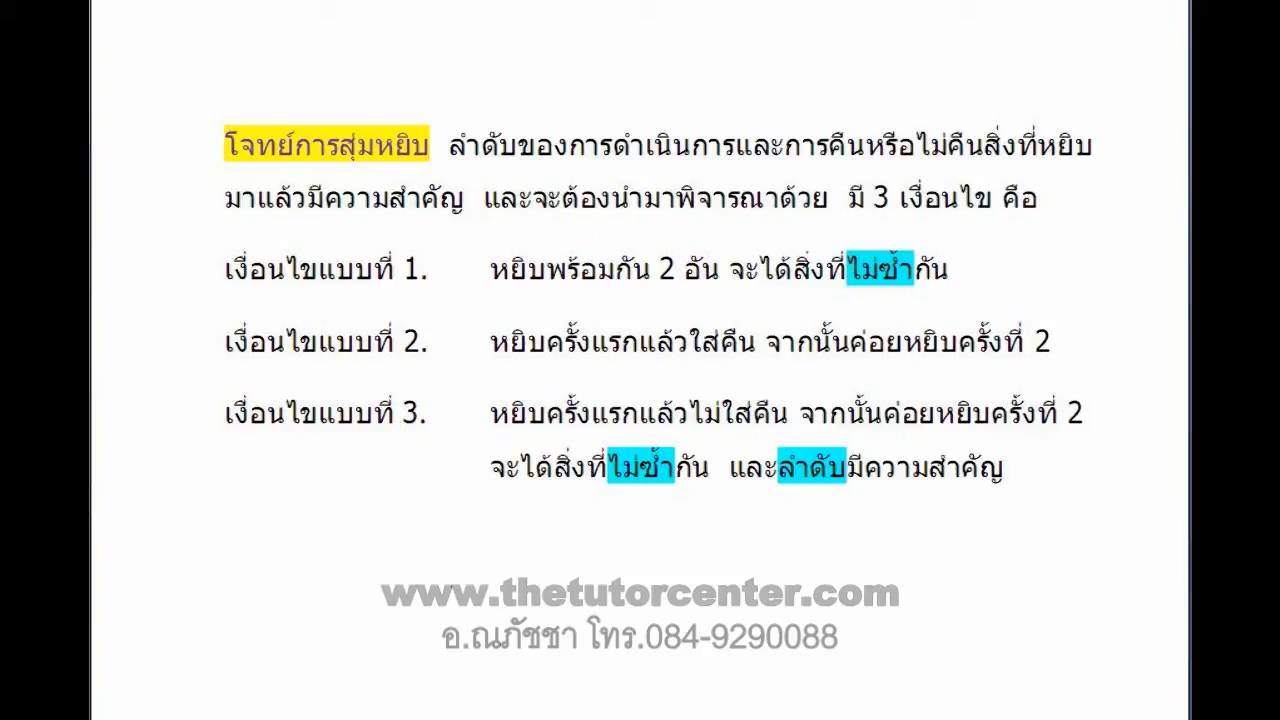 โจทย์การสุ่มหยิบ ลำดับของการดำเนินการและการคืนหรือไม่คืนสิ่งที่หยิบ
มาแล้วมีความสำคัญ และจะต้องนำมาพิจารณาด้วย มี 3 เงื่อนไข คือ
เงื่อนไขแบบที่ 1. หยิบพร้อมกัน 2 อัน จะได้สิ่งที่ไม่ซ้ำกัน
เงื่อนไขแบบที่ 2. หยิบครั้งแรกแล้วใส่คืน จากนั้นค่อยหยิบครั้งที่ 2
เงื่อนไขแบบที่ 3. หยิบครั้งแรกแล้วไม่ใส่คืน จากนั้นค่อยหยิบครั้งที่ 2
จะได้สิ่งที่ไม่ซ้ำกัน และลำดับมีความสำคัญ
www.thetutorcenter.com
อ.ณภัชชา โทร.084-9290088